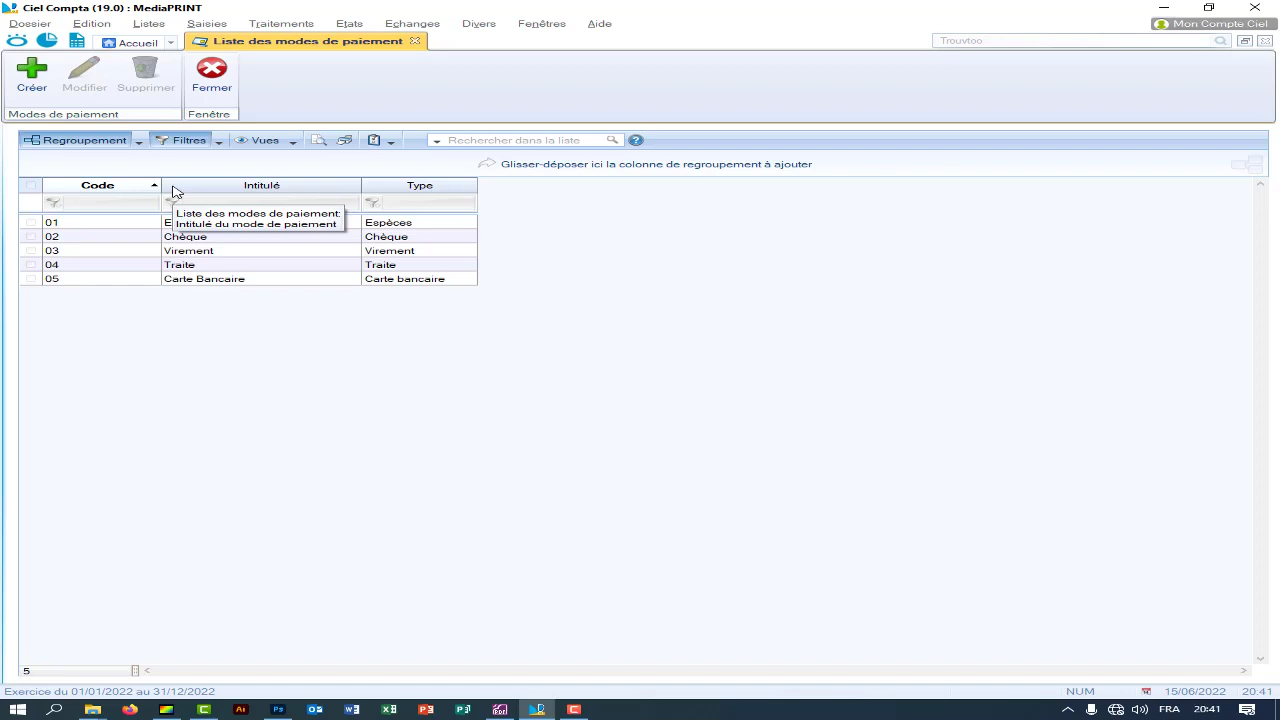 Ciel Compta (19.0) : MediaPRINT
Dossier Edition Listes Saisies Traitements Etats Echanges Divers Fenêtres Aide
Mon Compte Ciel
Accueil Liste des modes de paiement Trouvtoo
Créer Modifier Supprimer Fermer
Modes de paiement Fenêtre
Regroupement Filtres Vues Rechercher dans la liste
Glisser-déposer ici la colonne de regroupement à ajouter
Code Intitulé Type
Liste des modes de paiement:
Intitulé du mode de paiement
01 E Espèces
02 Chèque Chèque
03 Virement Virement
04 Traite Traite
05 Carte Bancaire Carte bancaire
5
Exercice du 01/01/2022 au 31/12/2022 NUM 15/06/2022 20:41
FRA 20:41